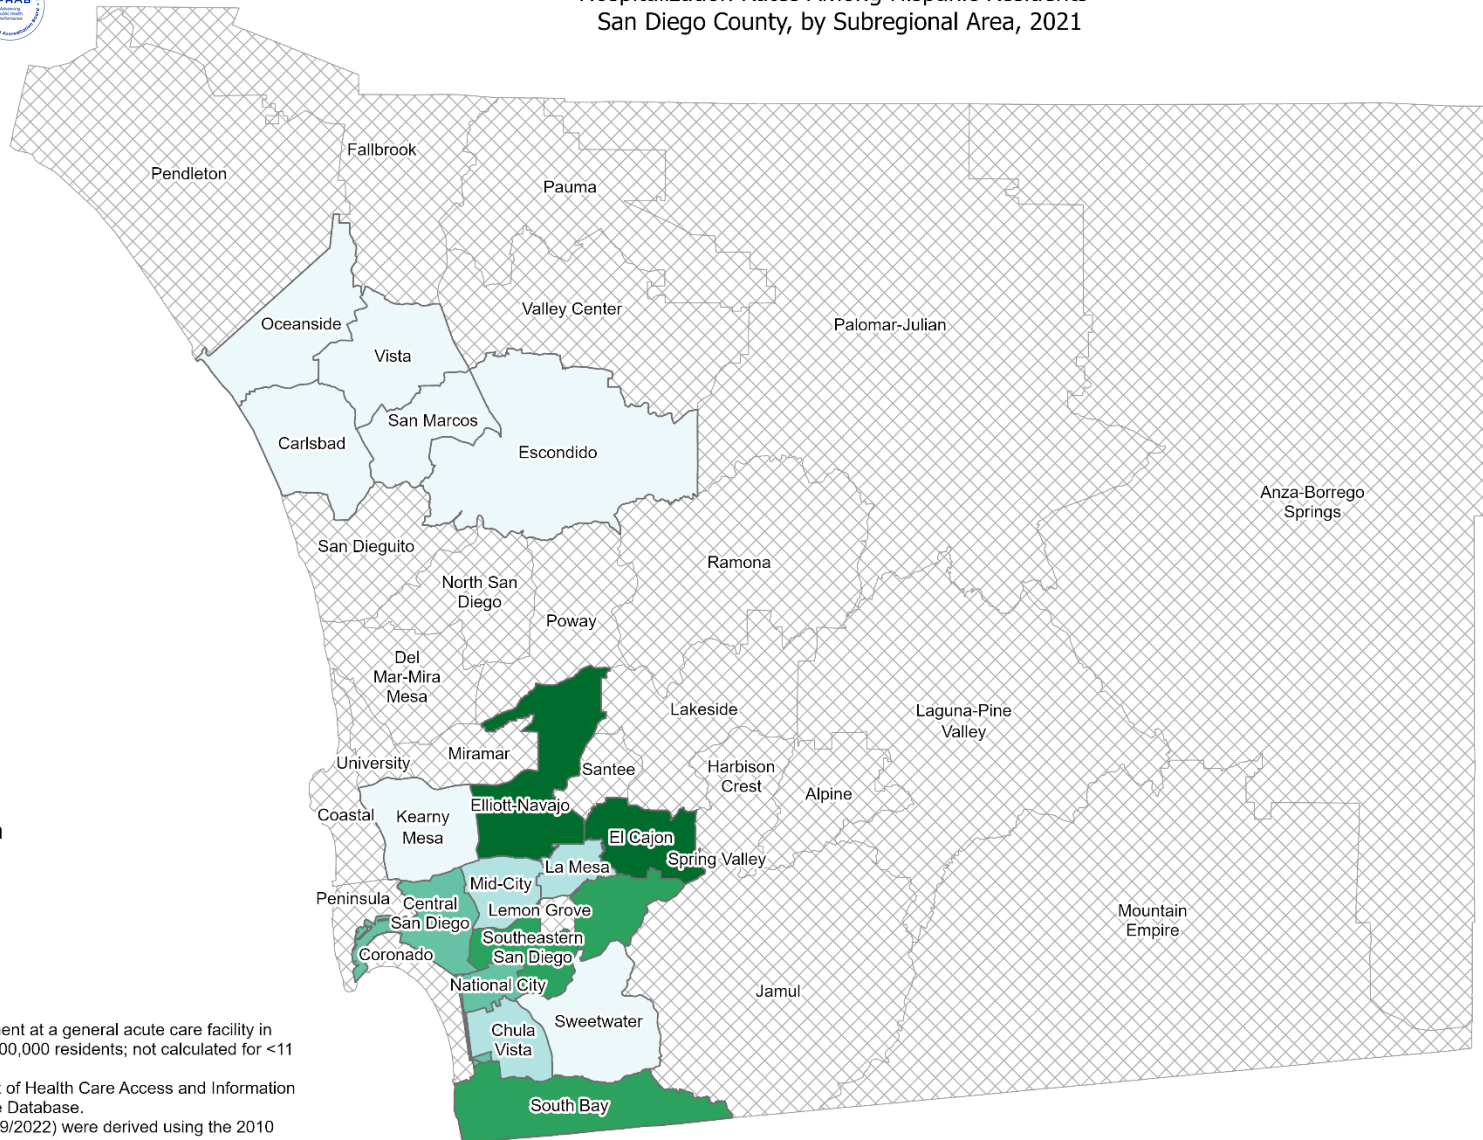 San Diego County, by Subregional Area, 2021
Pendleton
Fallbrook
Pauma
Oceanside
Vista
Valley Center
Palomar-Julian
San Marcos
Carlsbad
Escondido
Anza-Borrego
Springs
San Dieguito
North San
Diego
Ramona
Poway
Del
Mar-Mira
Mesa
Lakeside
Laguna-Pine
Valley
Miramar
University
Santee
Harbison
Crest
Alpine
Coastal
Kearny
Mesa
Elliott-Navajo
El Cajon
Spring Valley
La Mesa
Mid-City
Peninsula
Central
San Diego
Lemon Grove
Mountain
Empire
Southeastern
San Diego
Coronado
National City
Jamul
Sweetwater
Chula
Vista
South Bay
ent at a general acute care facility in
00,000 residents; not calculated for <11
of Health Care Access and Information
Database.
9/2022) were derived using the 2010